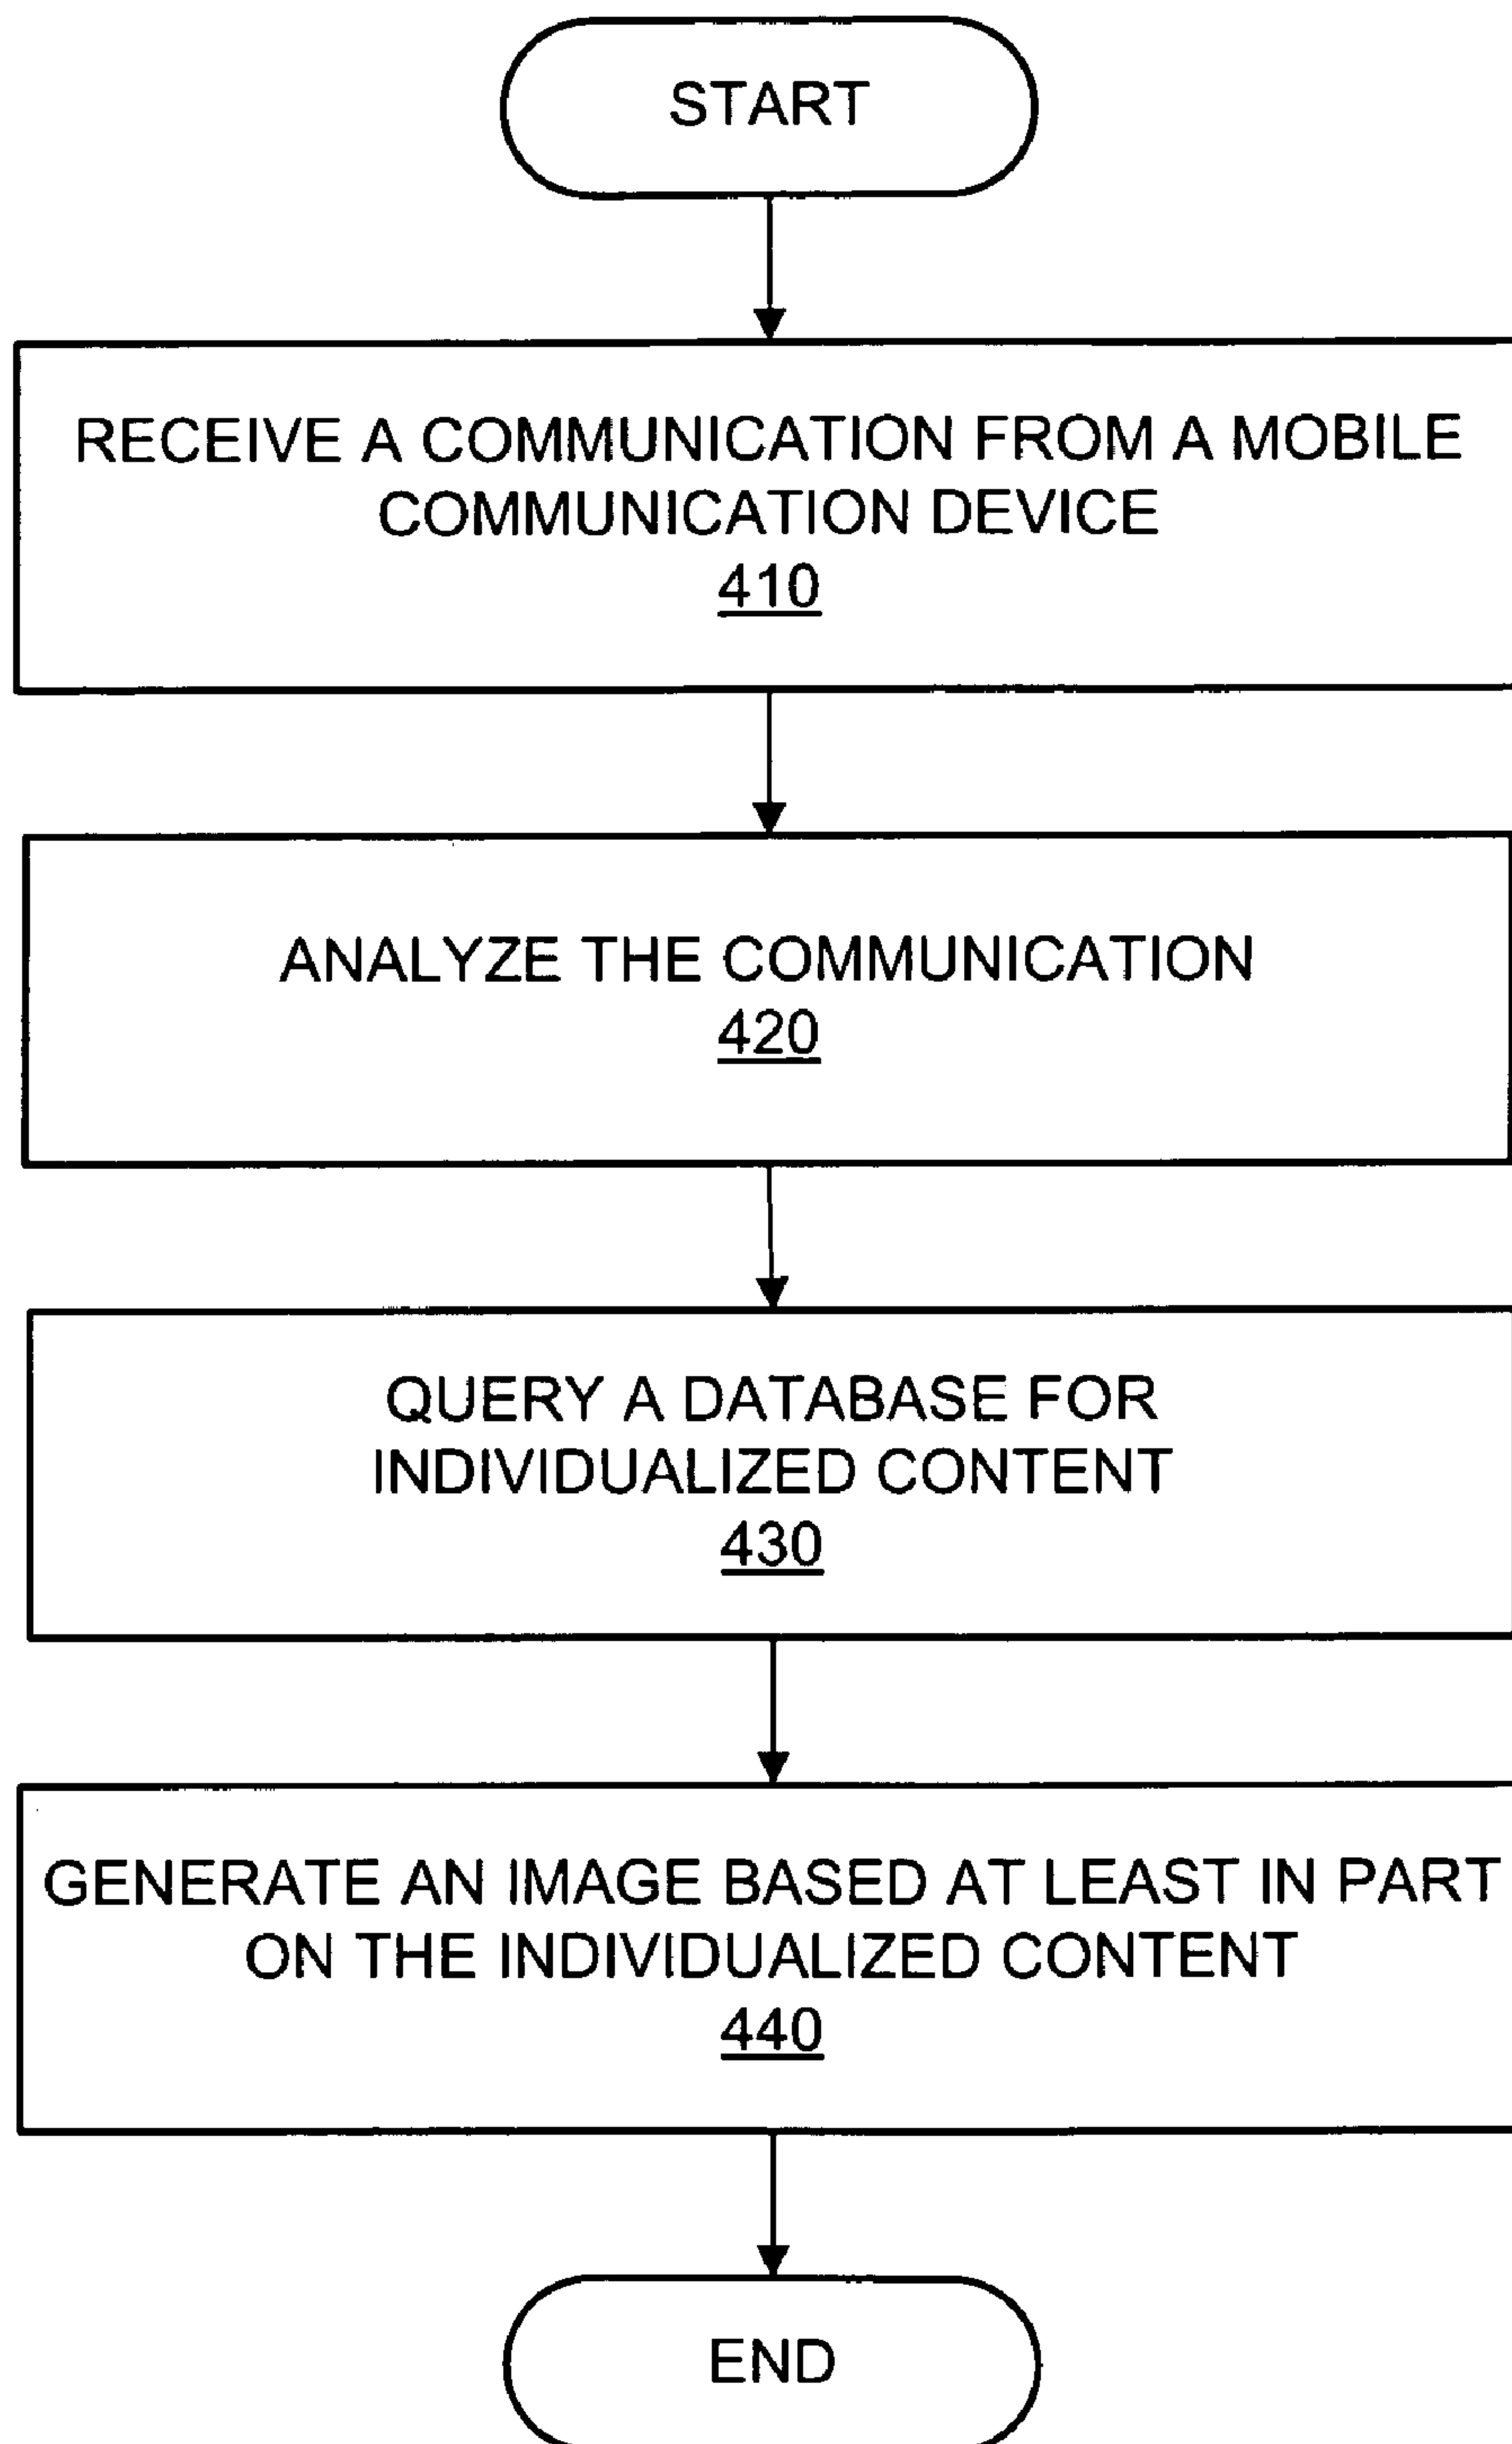 START
RECEIVE A COMMUNICATION FROM A MOBILE
COMMUNICATION DEVICE
410
ANALYZE THE COMMUNICATION
420
QUERY A DATABASE FOR
INDIVIDUALIZED CONTENT
430
GENERATE AN IMAGE BASED AT LEAST IN PART
ON THE INDIVIDUALIZED CONTENT
440
END